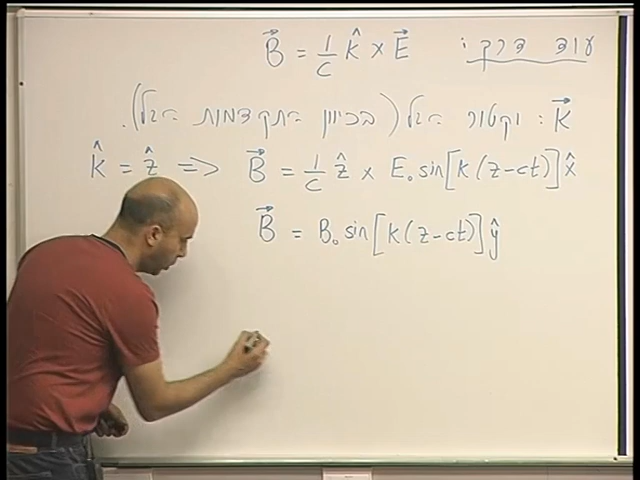 עוד דרך: B⃗ = 1/c k̂ × E⃗
k⃗: וקטור הגל (בכיוון התקדמות הגל).
k̂ = ẑ ⇒ B⃗ = 1/c ẑ × E₀ sin[k(z-ct)] x̂
B⃗ = B₀ sin[k(z-ct)] ŷ